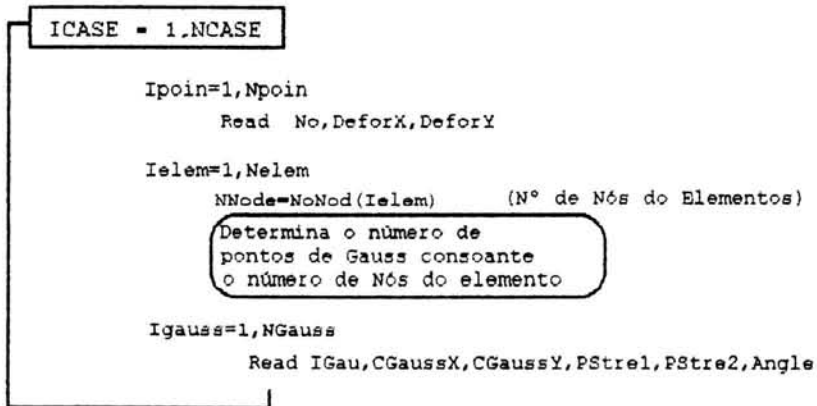 ICASE = 1,NCASE
Ipoin=1,Npoin
Read No,DeforX,DeforY
Ielem=1,Nelem
NNode=NoNod(Ielem) (Nº de Nós do Elementos)
Determina o número de
pontos de Gauss consoante
o número de Nós do elemento
Igauss=1,NGauss
Read IGau,CGaussX,CGaussY,PStre1,PStre2,Angle